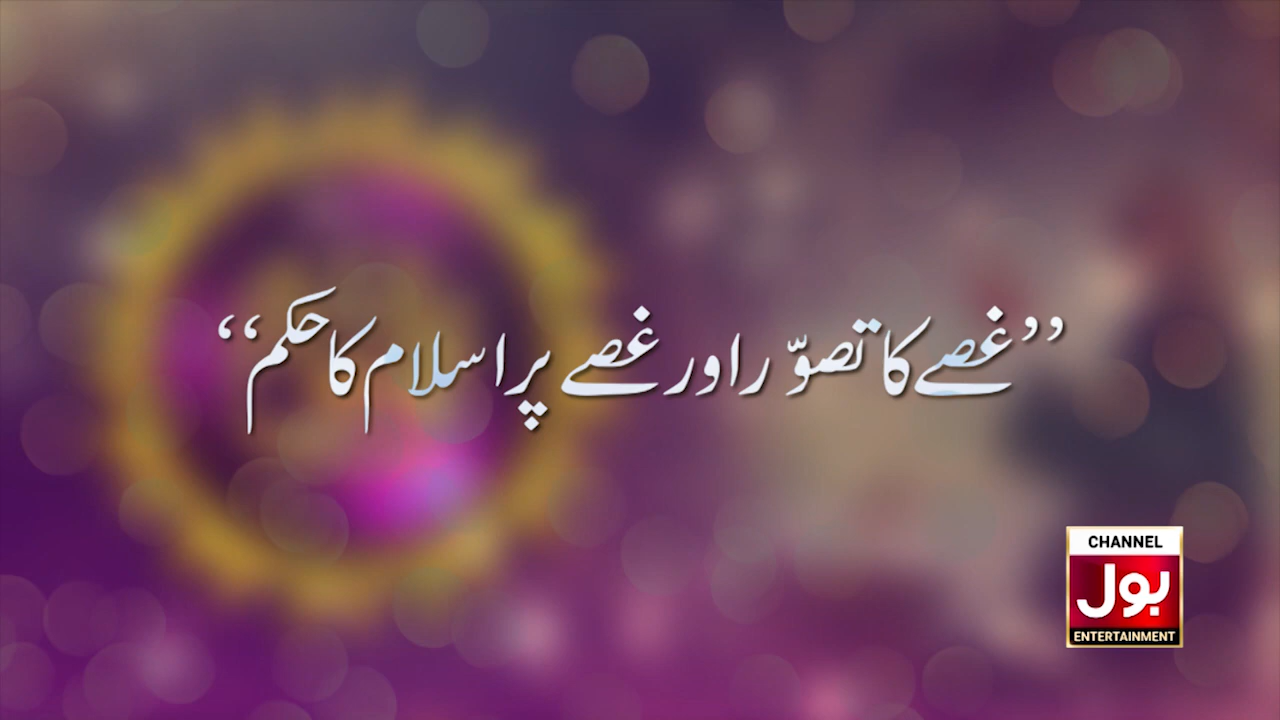 ”غصے کا تصوّر اور غصے پر اسلام کا حکم“
CHANNEL
بول
ENTERTAINMENT